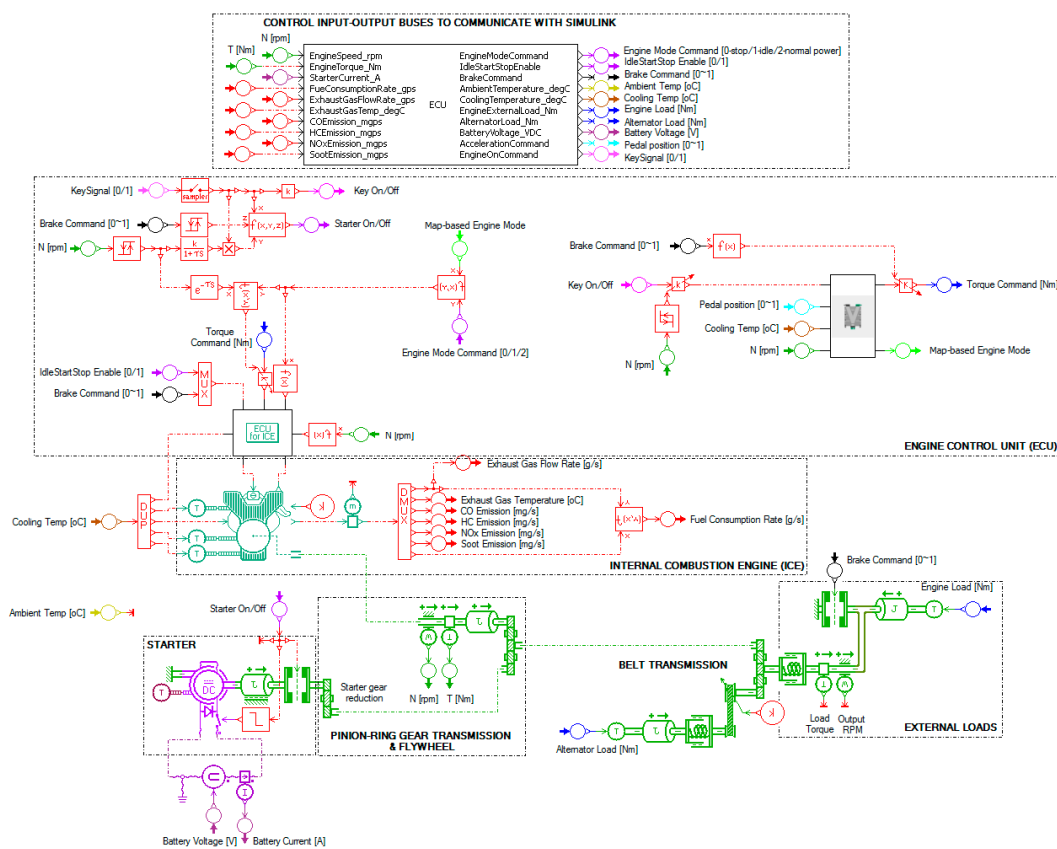 CONTROL INPUT-OUTPUT BUSES TO COMMUNICATE WITH SIMULINK
N [rpm]
T [Nm]
EngineSpeed_rpm
EngineTorque_Nm
StarterCurrent_A
FueConsumptionRate_gps
ExhaustGasFlowRate_gps
ExhaustGasTemp_degC
COEmission_mgps
HCEmission_mgps
NOxEmission_mgps
SootEmission_mgps
ECU
EngineModeCommand
IdleStartStopEnable
BrakeCommand
AmbientTemperature_degC
CoolingTemperature_degC
EngineExternalLoad_Nm
AlternatorLoad_Nm
BatteryVoltage_VDC
AccelerationCommand
EngineOnCommand
Engine Mode Command [0-stop/1-idle/2-normal power]
IdleStartStop Enable [0/1]
Brake Command [0~1]
Ambient Temp [oC]
Cooling Temp [oC]
Engine Load [Nm]
Alternator Load [Nm]
Battery Voltage [V]
Pedal position [0~1]
KeySignal [0/1]
KeySignal [0/1]
sampler
k
Key On/Off
Brake Command [0~1]
f(x,y,z)
x
z
y
Starter On/Off
N [rpm]
k
1+τs
X
Map-based Engine Mode
e-τs
f(x,y)
x
y
f(x,y)
x
y
Engine Mode Command [0/1/2]
Torque
Command [Nm]
IdleStartStop Enable [0/1]
Brake Command [0~1]
MUX
K
f(x)
x
ECU
for ICE
f(x)
N [rpm]
Brake Command [0~1]
x
f(x)
Key On/Off
k
K
Torque Command [Nm]
Pedal position [0~1]
Cooling Temp [oC]
N [rpm]
N [rpm]
Map-based Engine Mode
ENGINE CONTROL UNIT (ECU)
Cooling Temp [oC]
DUP
T
T
T
K
m
DMUX
Exhaust Gas Flow Rate [g/s]
Exhaust Gas Temperature [oC]
CO Emission [mg/s]
HC Emission [mg/s]
NOx Emission [mg/s]
Soot Emission [mg/s]
f(x,y)
x
y
Fuel Consumption Rate [g/s]
INTERNAL COMBUSTION ENGINE (ICE)
Ambient Temp [oC]
Starter On/Off
STARTER
T
DC
τ
Starter gear
reduction
U
I
Battery Voltage [V]
Battery Current [A]
τ
W
T
N [rpm]
T [Nm]
PINION-RING GEAR TRANSMISSION
& FLYWHEEL
BELT TRANSMISSION
Alternator Load [Nm]
T
τ
K
Brake Command [0~1]
Engine Load [Nm]
J
T
T
W
Load
Torque
Output
RPM
EXTERNAL LOADS